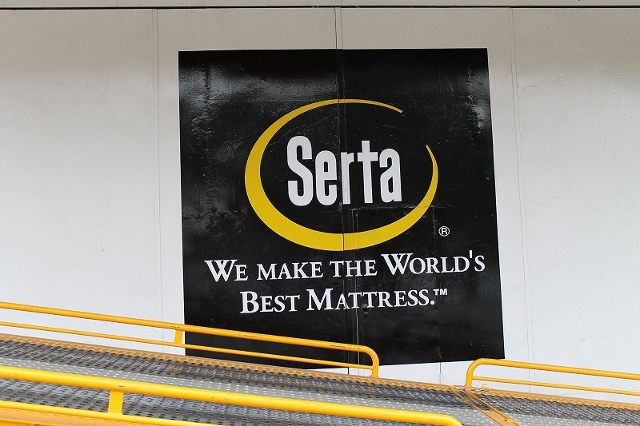 Serta
®
WE MAKE THE WORLD'S
BEST MATTRESS.™